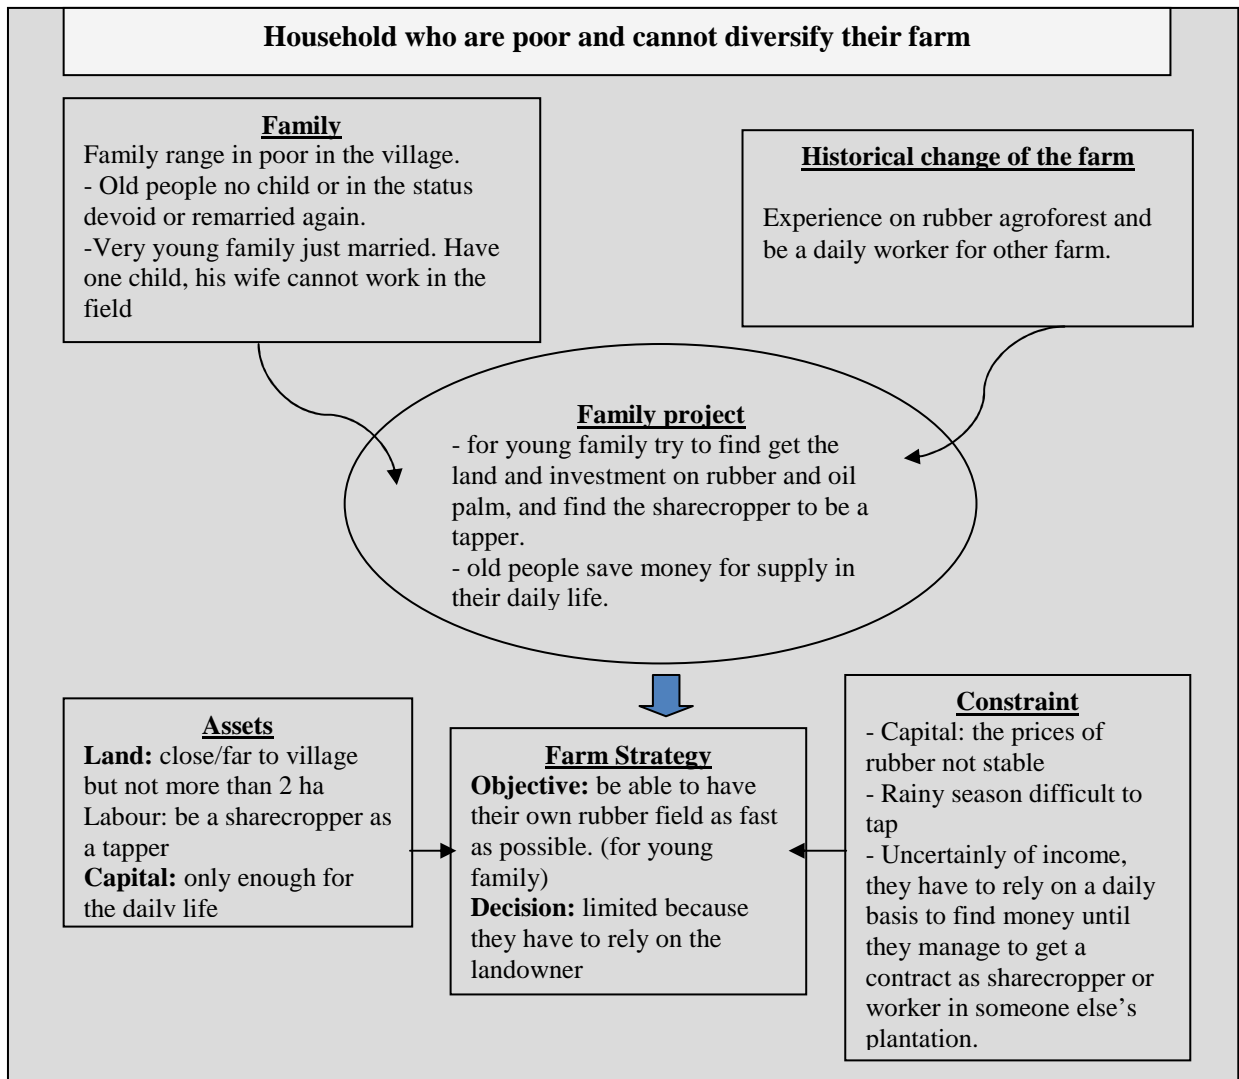 Household who are poor and cannot diversify their farm
Family
Family range in poor in the village.
- Old people no child or in the status
devoid or remarried again.
-Very young family just married. Have
one child, his wife cannot work in the
field
Historical change of the farm
Experience on rubber agroforest and
be a daily worker for other farm.
Family project
- for young family try to find get the
land and investment on rubber and oil
palm, and find the sharecropper to be a
tapper.
- old people save money for supply in
their daily life.
Assets
Land: close/far to village
but not more than 2 ha
Labour: be a sharecropper as
a tapper
Capital: only enough for
the daily life
Farm Strategy
Objective: be able to have
their own rubber field as fast
as possible. (for young
family)
Decision: limited because
they have to rely on the
landowner
Constraint
- Capital: the prices of
rubber not stable
- Rainy season difficult to
tap
- Uncertainly of income,
they have to rely on a daily
basis to find money until
they manage to get a
contract as sharecropper or
worker in someone else’s
plantation.